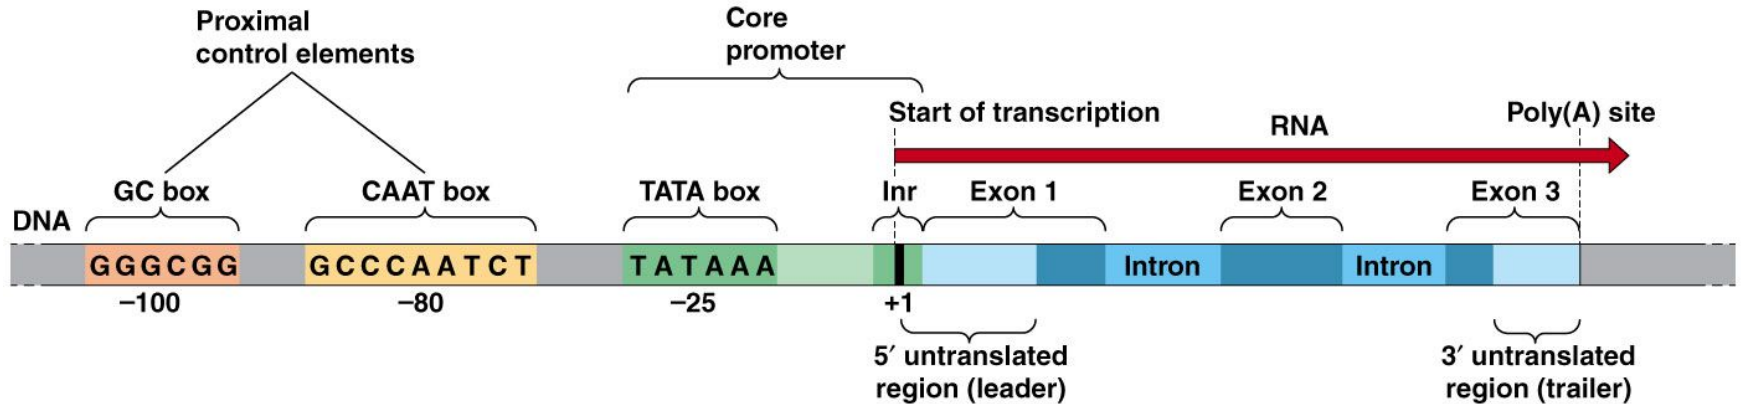 Proximal
control elements
Core
promoter
Start of transcription
RNA
Poly(A) site
GC box
CAAT box
TATA box
Inr
Exon 1
Exon 2
Exon 3
DNA
GGGCGG
GCCCAATCT
TATAAA
Intron
Intron
–100
–80
–25
+1
5′ untranslated
region (leader)
3′ untranslated
region (trailer)